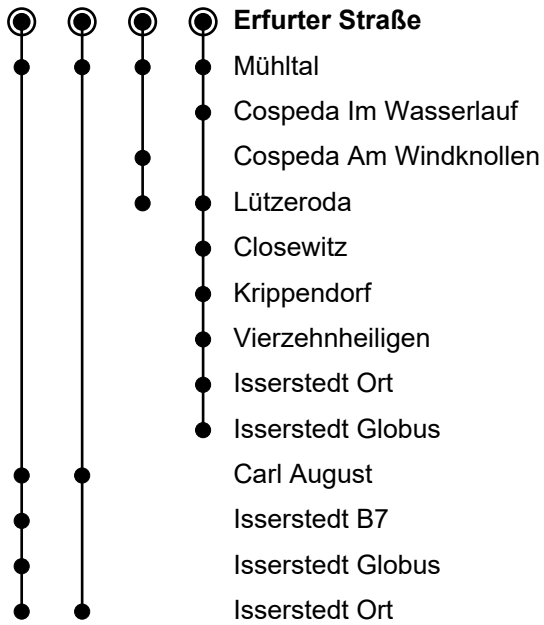 Erfurter Straße
Mühltal
Cospeda Im Wasserlauf
Cospeda Am Windknollen
Lützeroda
Closewitz
Krippendorf
Vierzehnheiligen
Isserstedt Ort
Isserstedt Globus
Carl August
Isserstedt B7
Isserstedt Globus
Isserstedt Ort